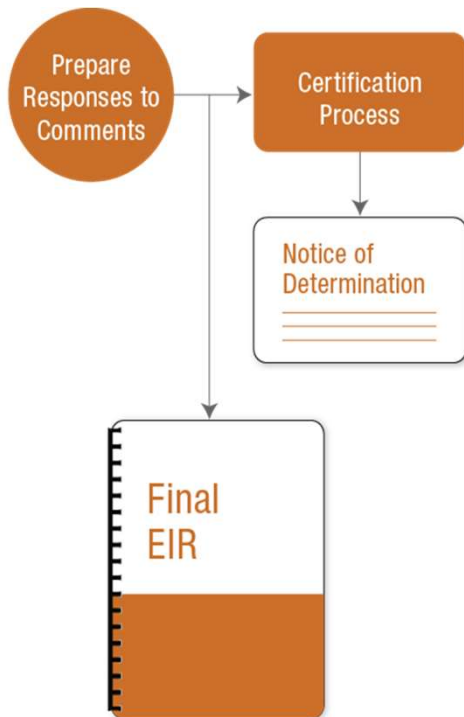 Prepare
Responses to
Comments
Certification
Process
Notice of
Determination
Final
EIR